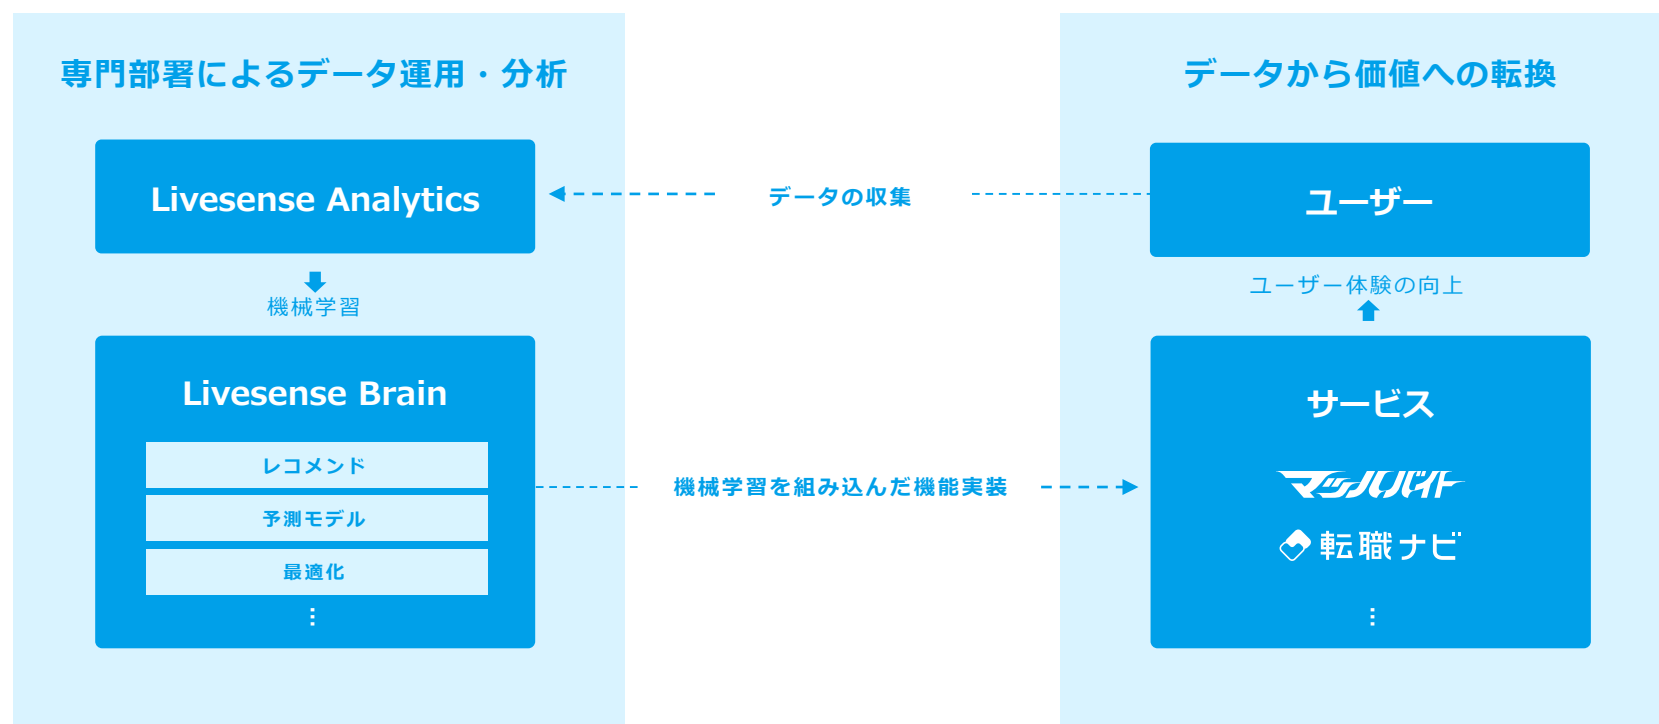 専門部署によるデータ運用・分析
Livesense Analytics
機械学習
Livesense Brain
レコメンド
予測モデル
最適化
データの収集
機械学習を組み込んだ機能実装
データから価値への転換
ユーザー
ユーザー体験の向上
サービス
マッハバイト
転職ナビ